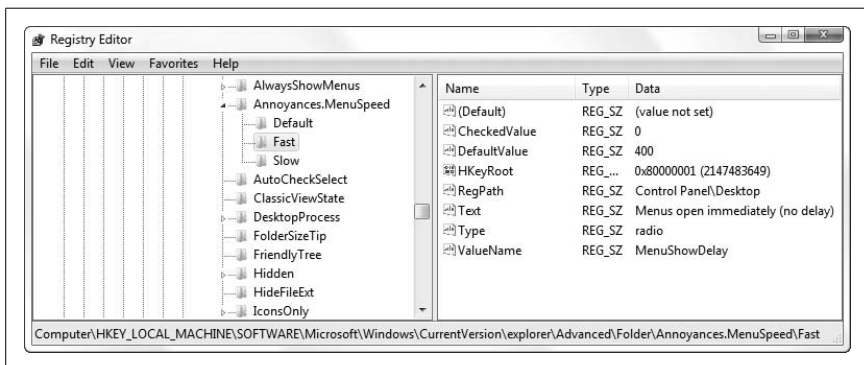 Registry Editor
File Edit View Favorites Help
AlwaysShowMenus
Annoyances.MenuSpeed
Default
Fast
Slow
AutoCheckSelect
ClassicViewState
DesktopProcess
FolderSizeTip
FriendlyTree
Hidden
HideFileExt
IconsOnly
Name Type Data
(Default) REG_SZ (value not set)
CheckedValue REG_SZ 0
DefaultValue REG_SZ 400
HKeyRoot REG_... 0x80000001 (2147483649)
RegPath REG_SZ Control Panel\Desktop
Text REG_SZ Menus open immediately (no delay)
Type REG_SZ radio
ValueName REG_SZ MenuShowDelay
Computer\HKEY_LOCAL_MACHINE\SOFTWARE\Microsoft\Windows\CurrentVersion\explorer\Advanced\Folder\Annoyances.MenuSpeed\Fast